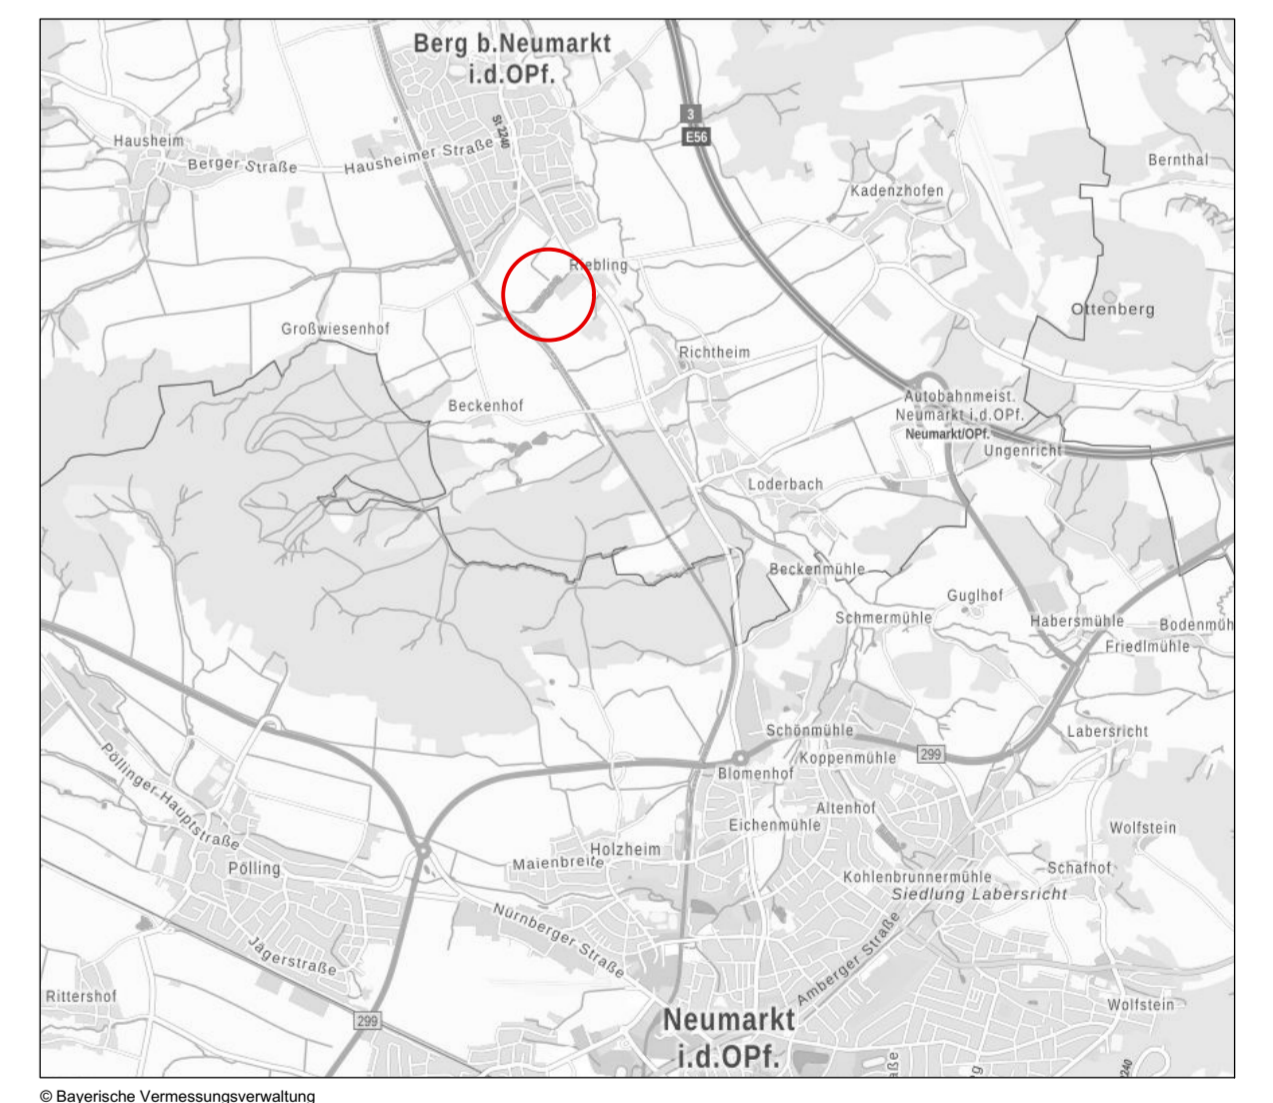 Berg b.Neumarkt
i.d.OPf.
3
E56
St 2240
Hausheim
Berger Straße
Hausheimer Straße
Bernthal
Kadenzhofen
Riebling
Ottenberg
Großwiesenhof
Richtheim
Autobahnmeist.
Neumarkt i.d.OPf.
Neumarkt/OPf.
Beckenhof
Ungenricht
Loderbach
Beckenmühle
Guglhof
Schmermühle
Habersmühle
Bodenmüh
Friedlmühle
Schönmühle
Labersricht
299
Koppenmühle
Blomenhof
Pöllinger-Hauptstraße
Altenhof
Eichenmühle
Wolfstein
Holzheim
Maienbreite
Pölling
Schafhof
Kohlenbrunnermühle
Siedlung Labersricht
Nürnberger Straße
Jägerstraße
Amberger Straße
Rittershof
Wolfstein
299
Neumarkt
i.d.OPf.
aße
g
240
© Bayerische Vermessungsverwaltung